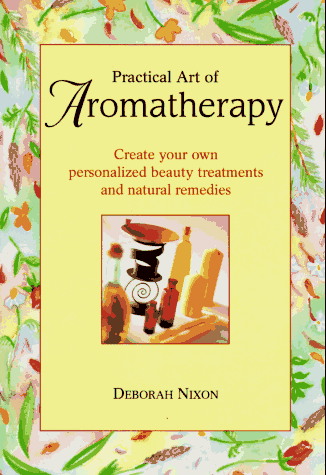 Practical Art of
Aromatherapy
Create your own
personalized beauty treatments
and natural remedies
DEBORAH NIXON